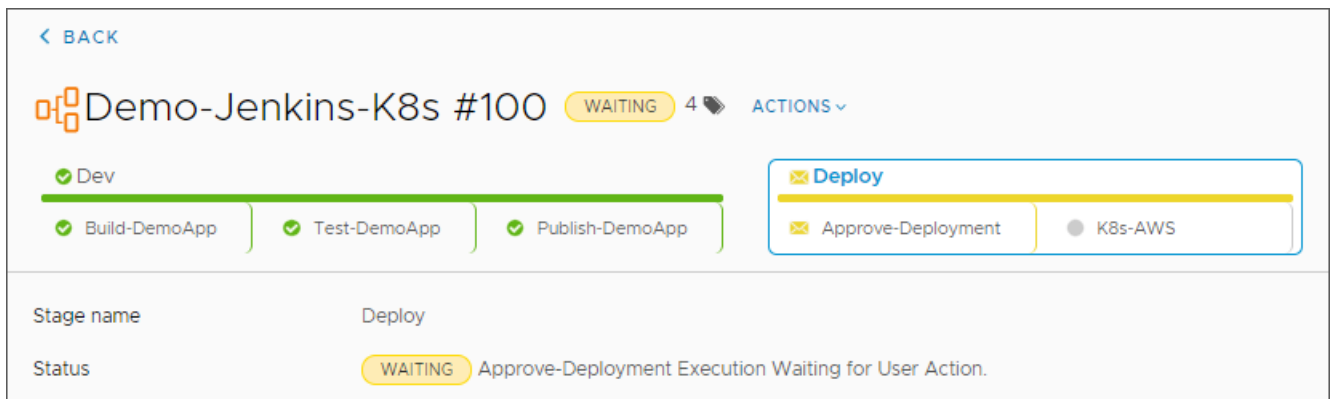 BACK
Demo-Jenkins-K8s #100 WAITING 4 ACTIONS
Dev Deploy
Build-DemoApp Test-DemoApp Publish-DemoApp Approve-Deployment K8s-AWS
Stage name Deploy
Status WAITING Approve-Deployment Execution Waiting for User Action.